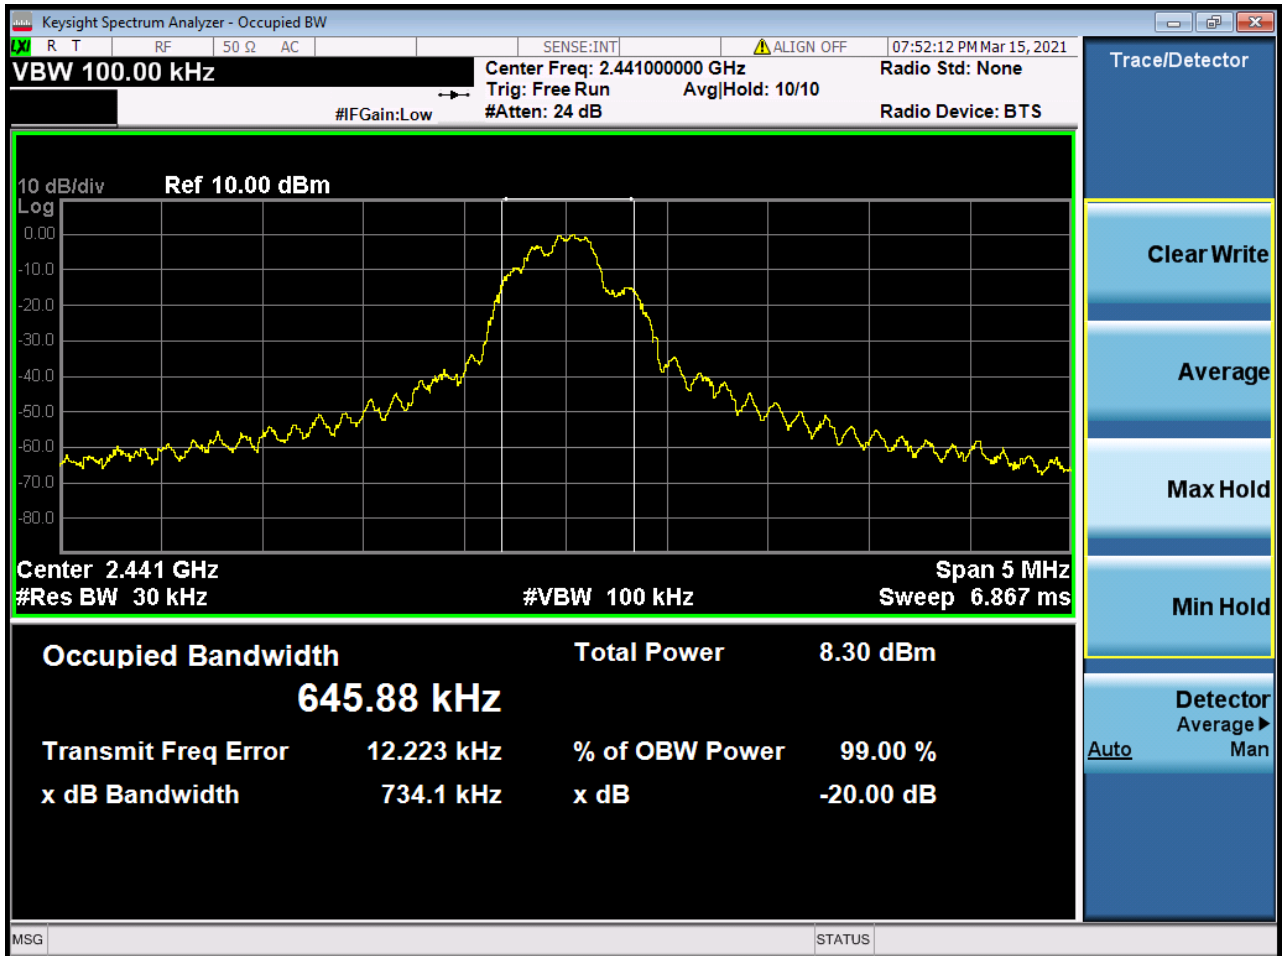 Keysight Spectrum Analyzer - Occupied BW
LXI R T RF 50 Ω AC SENSE:INT ALIGN OFF 07:52:12 PM Mar 15, 2021
VBW 100.00 kHz
Center Freq: 2.441000000 GHz
Radio Std: None
Trig: Free Run Avg|Hold: 10/10
#IFGain:Low
#Atten: 24 dB
Radio Device: BTS
10 dB/div Ref 10.00 dBm
Log
0.00
-10.0
-20.0
-30.0
-40.0
-50.0
-60.0
-70.0
-80.0
Center 2.441 GHz
Span 5 MHz
#Res BW 30 kHz
#VBW 100 kHz
Sweep 6.867 ms
Occupied Bandwidth
645.88 kHz
Total Power 8.30 dBm
Transmit Freq Error 12.223 kHz
% of OBW Power 99.00 %
x dB Bandwidth 734.1 kHz
x dB -20.00 dB
Trace/Detector
Clear Write
Average
Max Hold
Min Hold
Detector
Average
Auto Man
MSG
STATUS